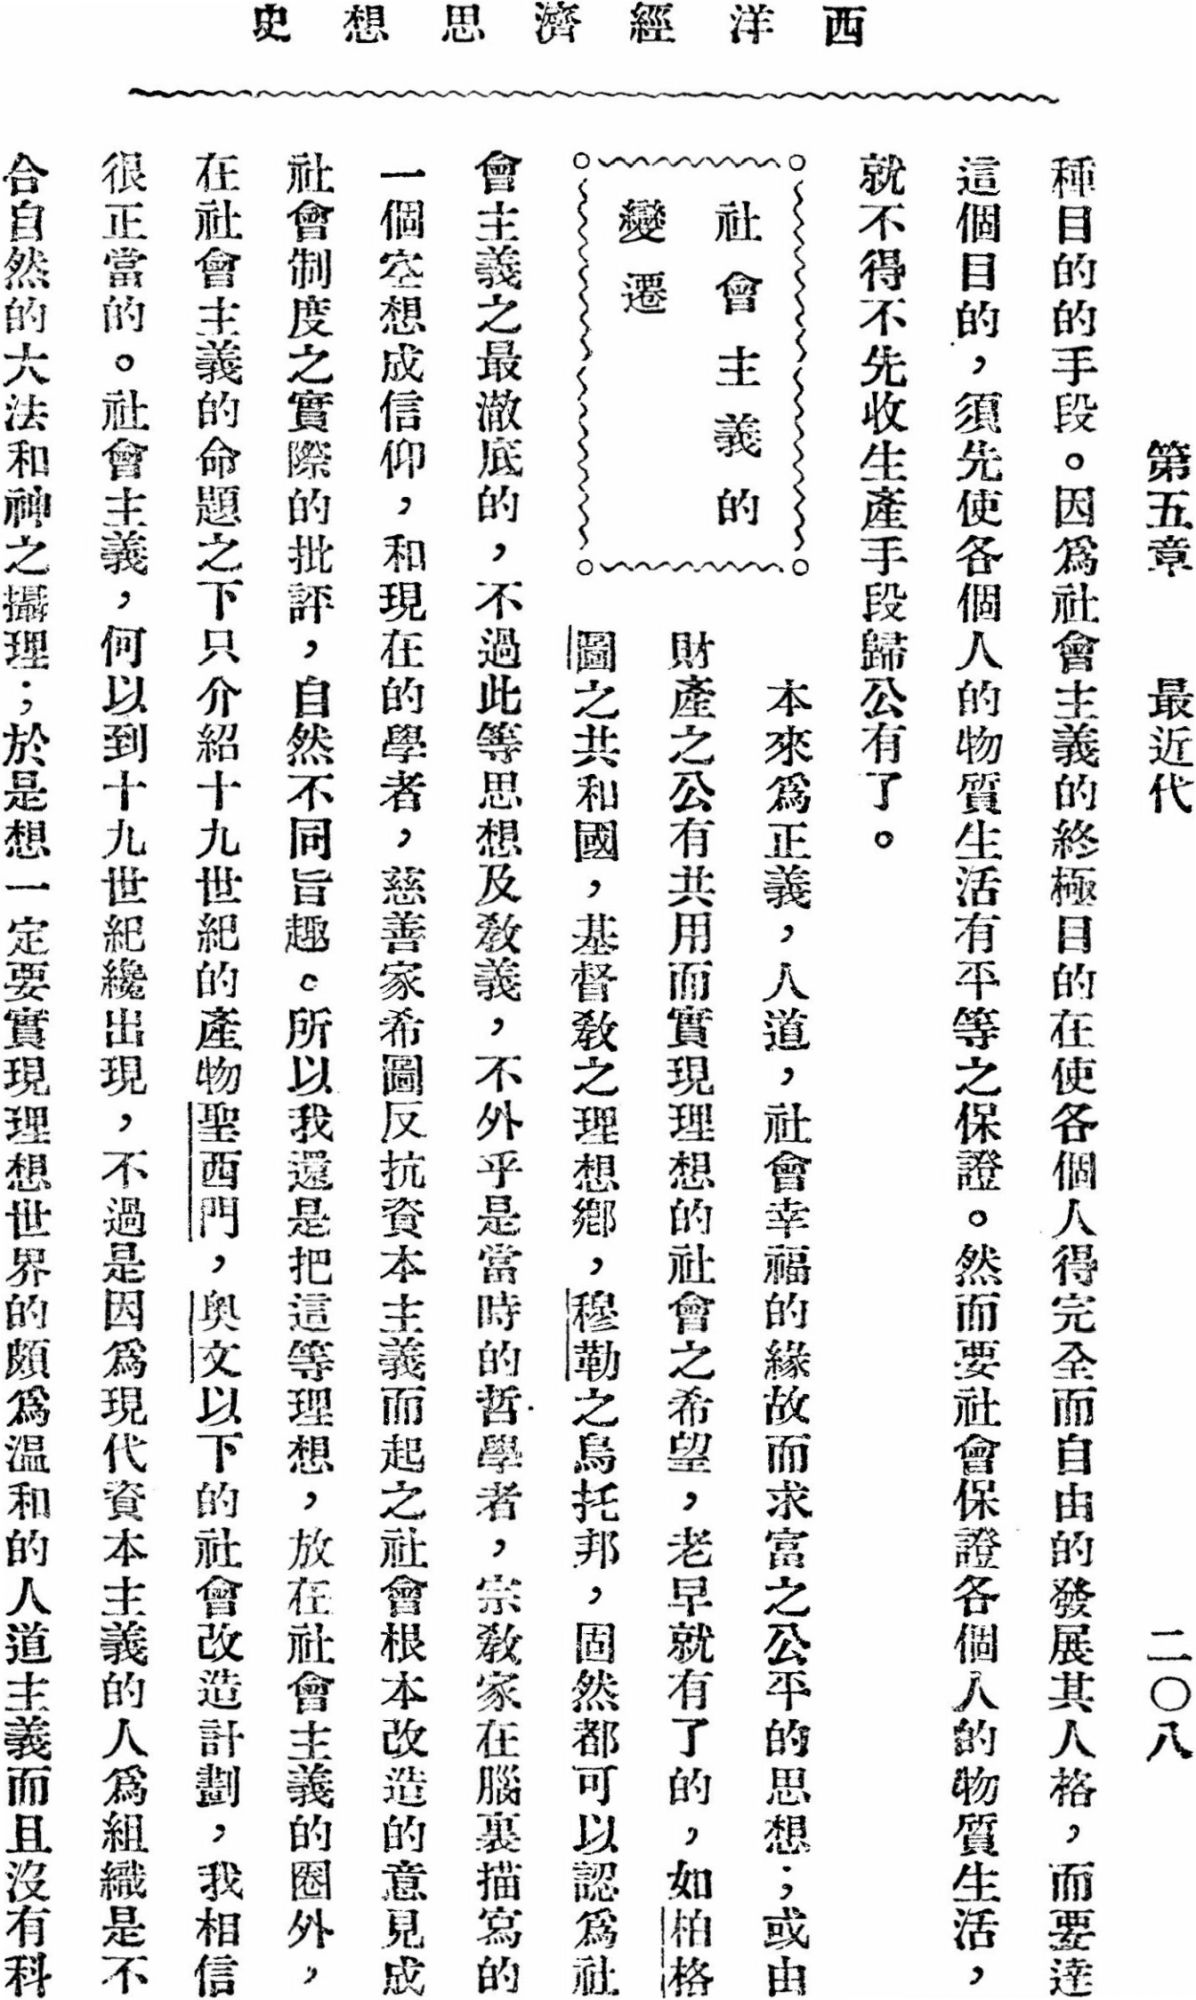 西洋經濟思想史
第五章　最近代　二〇八
種目的的手段。因爲社會主義的終極目的在使各個人得完全而自由的發展其人格，而要達
這個目的，須先使各個人的物質生活有平等之保證。然而要社會保證各個人的物質生活，
就不得不先收生產手段歸公有了。
社會主義的
變遷
本來爲正義，人道，社會幸福的緣故而求富之公平的思想；或由
財產之公有共用而實現理想的社會之希望，老早就有了的，如柏格
圖之共和國，基督敎之理想鄉，穆勒之烏托邦，固然都可以認爲社
會主義之最澈底的，不過此等思想及敎義，不外乎是當時的哲學者，宗敎家在腦裏描寫的
一個空想成信仰，和現在的學者，慈善家希圖反抗資本主義而起之社會根本改造的意見成
社會制度之實際的批評，自然不同旨趣。所以我還是把這等理想，放在社會主義的圈外，
在社會主義的命題之下只介紹十九世紀的產物聖西門，奧文以下的社會改造計劃，我相信
很正當的。社會主義，何以到十九世紀纔出現，不過是因爲現代資本主義的人爲組織是不
合自然的大法和神之攝理；於是想一定要實現理想世界的頗爲溫和的人道主義而且沒有科